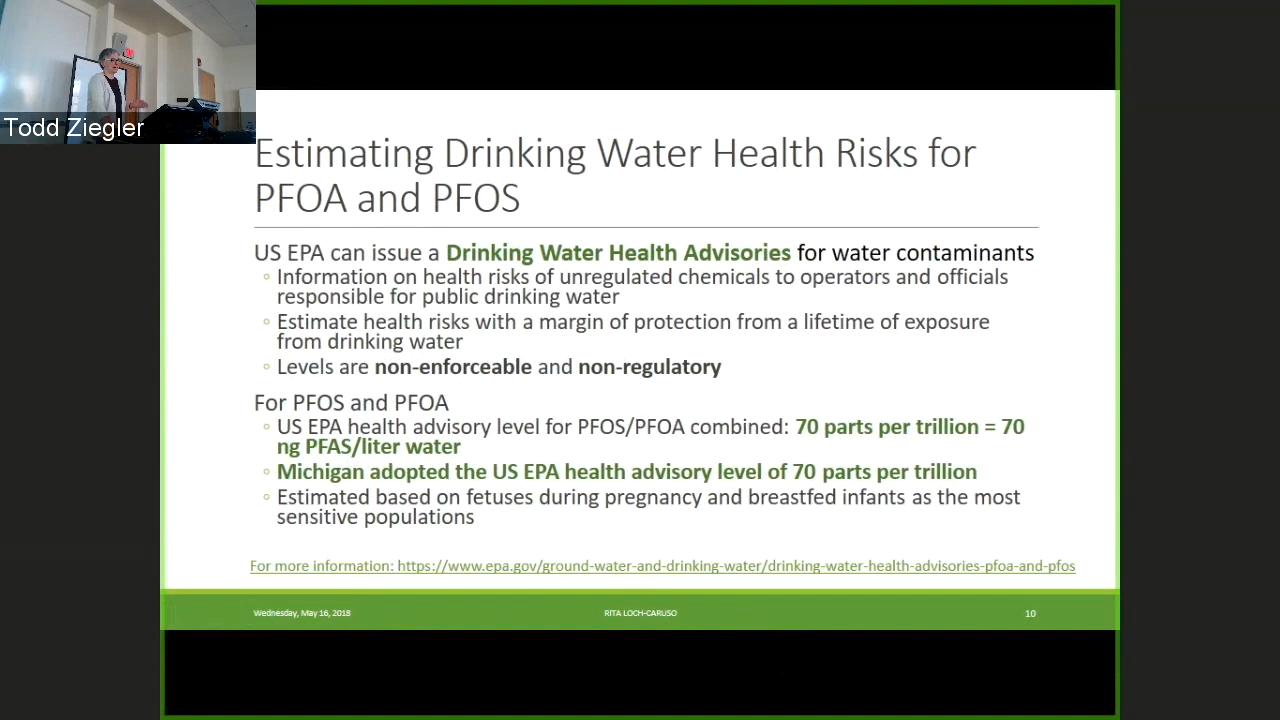 Todd Ziegler
Estimating Drinking Water Health Risks for
PFOA and PFOS
US EPA can issue a Drinking Water Health Advisories for water contaminants
◦ Information on health risks of unregulated chemicals to operators and officials
responsible for public drinking water
◦ Estimate health risks with a margin of protection from a lifetime of exposure
from drinking water
◦ Levels are non-enforceable and non-regulatory
For PFOS and PFOA
◦ US EPA health advisory level for PFOS/PFOA combined: 70 parts per trillion = 70
ng PFAS/liter water
◦ Michigan adopted the US EPA health advisory level of 70 parts per trillion
◦ Estimated based on fetuses during pregnancy and breastfed infants as the most
sensitive populations
For more information: https://www.epa.gov/ground-water-and-drinking-water/drinking-water-health-advisories-pfoa-and-pfos
Wednesday, May 16, 2018
RITA LOCH-CARUSO
10